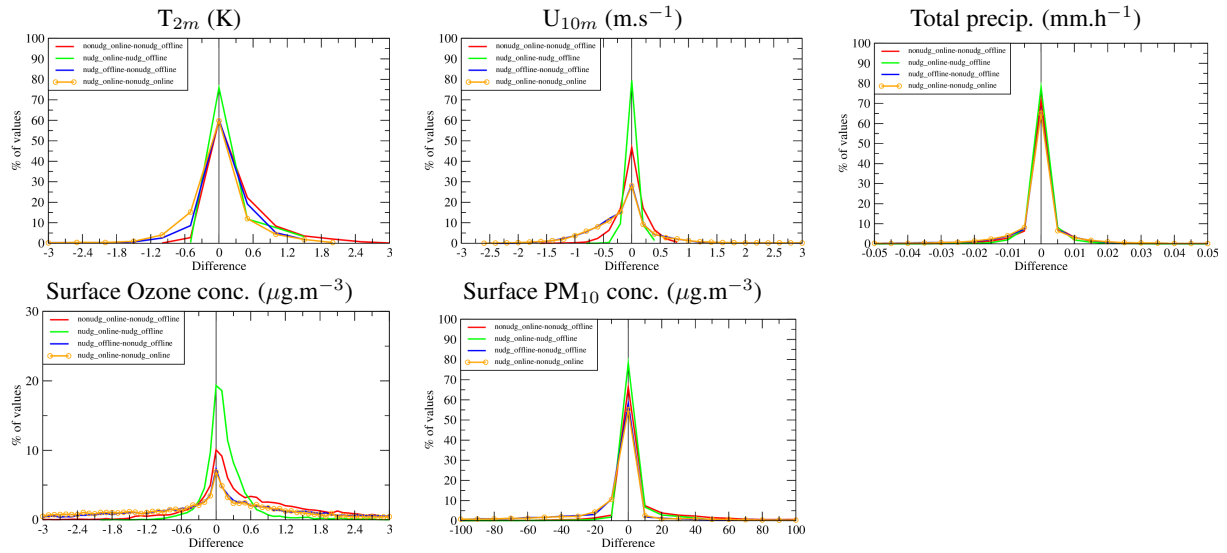 T2m (K)
U10m (m.s−1)
Total precip. (mm.h−1)
100
90
80
70
60
50
40
30
20
10
0
% of values
nonudg_online-nonudg_offline
nudg_online-nudg_offline
nudg_offline-nonudg_offline
nudg_online-nonudg_online
-3 -2.4 -1.8 -1.2 -0.6 0 0.6 1.2 1.8 2.4 3
Difference
100
90
80
70
60
50
40
30
20
10
0
% of values
nonudg_online-nonudg_offline
nudg_online-nudg_offline
nudg_offline-nonudg_offline
nudg_online-nonudg_online
-3 -2.5 -2 -1.5 -1 -0.5 0 0.5 1 1.5 2 2.5 3
Difference
100
90
80
70
60
50
40
30
20
10
0
% of values
nonudg_online-nonudg_offline
nudg_online-nudg_offline
nudg_offline-nonudg_offline
nudg_online-nonudg_online
-0.05 -0.04 -0.03 -0.02 -0.01 0 0.01 0.02 0.03 0.04 0.05
Difference
Surface Ozone conc. (μg.m−3)
Surface PM10 conc. (μg.m−3)
30
20
10
0
% of values
nonudg_online-nonudg_offline
nudg_online-nudg_offline
nudg_offline-nonudg_offline
nudg_online-nonudg_online
-3 -2.4 -1.8 -1.2 -0.6 0 0.6 1.2 1.8 2.4 3
Difference
100
90
80
70
60
50
40
30
20
10
0
% of values
nonudg_online-nonudg_offline
nudg_online-nudg_offline
nudg_offline-nonudg_offline
nudg_online-nonudg_online
-100 -80 -60 -40 -20 0 20 40 60 80 100
Difference